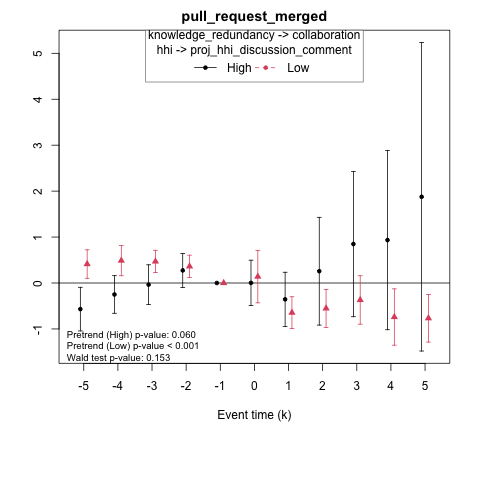 pull_request_merged
knowledge_redundancy -> collaboration
hhi -> proj_hhi_discussion_comment
High Low
5
4
3
2
1
0
-1
Pretrend (High) p-value: 0.060
Pretrend (Low) p-value < 0.001
Wald test p-value: 0.153
-5 -4 -3 -2 -1 0 1 2 3 4 5
Event time (k)